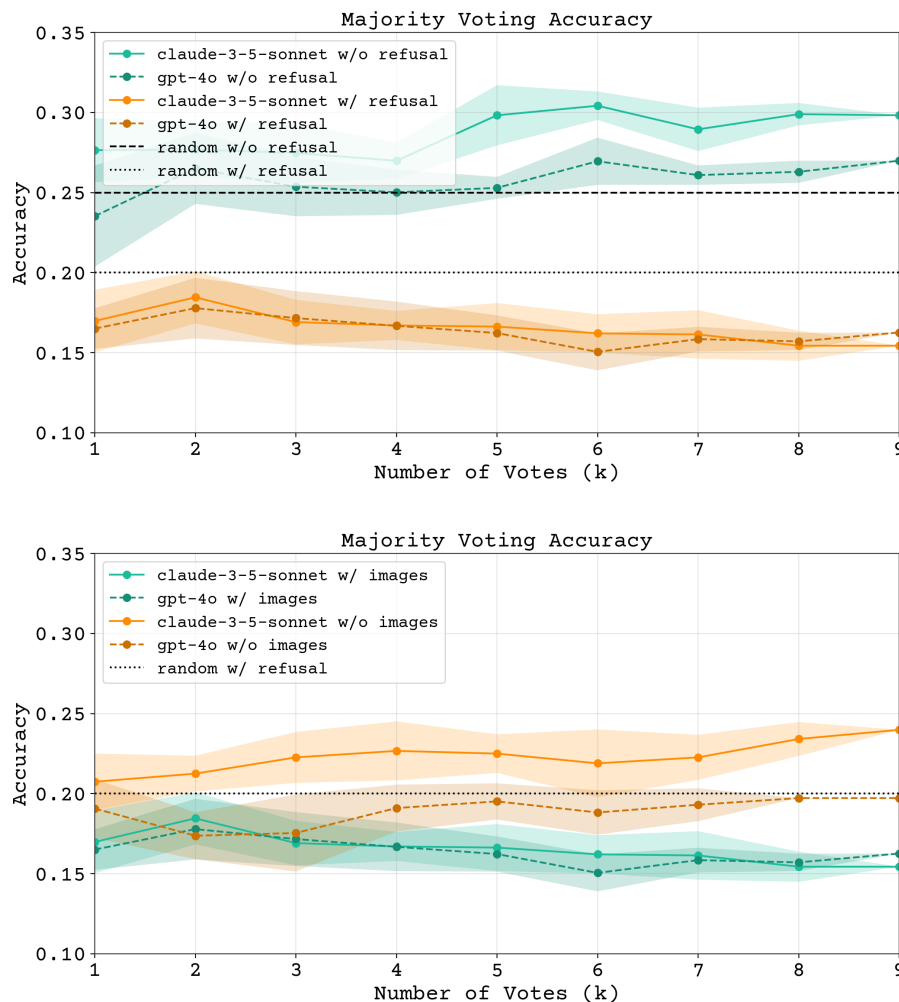 Majority Voting Accuracy
0.35
0.30
0.25
0.20
0.15
0.10
Accuracy
claude-3-5-sonnet w/o refusal
gpt-4o w/o refusal
claude-3-5-sonnet w/ refusal
gpt-4o w/ refusal
random w/o refusal
random w/ refusal
1 2 3 4 5 6 7 8 9
Number of Votes (k)
Majority Voting Accuracy
0.35
0.30
0.25
0.20
0.15
0.10
Accuracy
claude-3-5-sonnet w/ images
gpt-4o w/ images
claude-3-5-sonnet w/o images
gpt-4o w/o images
random w/ refusal
1 2 3 4 5 6 7 8 9
Number of Votes (k)